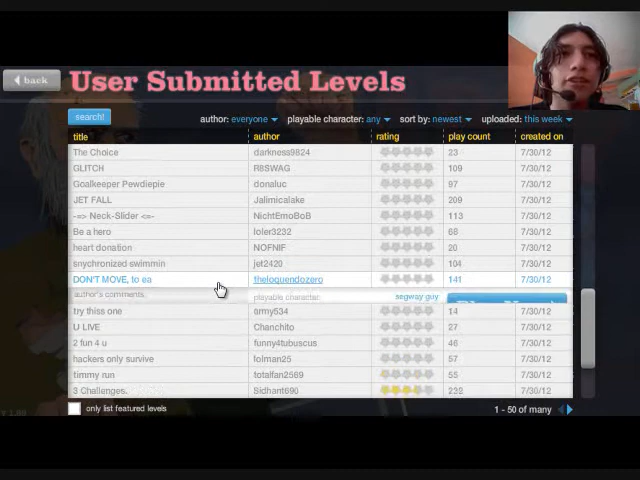 back
User Submitted Levels
search!
author: everyone playable character: any sort by: newest uploaded: this week
title author rating play count created on
The Choice darkness9824 23 7/30/12
GLITCH R8SWAG 109 7/30/12
Goalkeeper Pewdiepie donaluc 97 7/30/12
JET FALL Jalimicalake 209 7/30/12
-=> Neck-Slider <=- NichtEmoBoB 113 7/30/12
Be a hero loler3232 68 7/30/12
heart donation NOFNIF 20 7/30/12
snychronized swimmin jet2420 104 7/30/12
DON'T MOVE, to ea theloquendozero 141 7/30/12
author's comments: playable character: segway guy
try thiss one army534 14 7/30/12
U LIVE Chanchito 27 7/30/12
2 fun 4 u funny4tubuscus 46 7/30/12
hackers only survive lolman25 57 7/30/12
timmy run totalfan2569 55 7/30/12
3 Challenges. Sidhant690 232 7/30/12
only list featured levels 1 - 50 of many